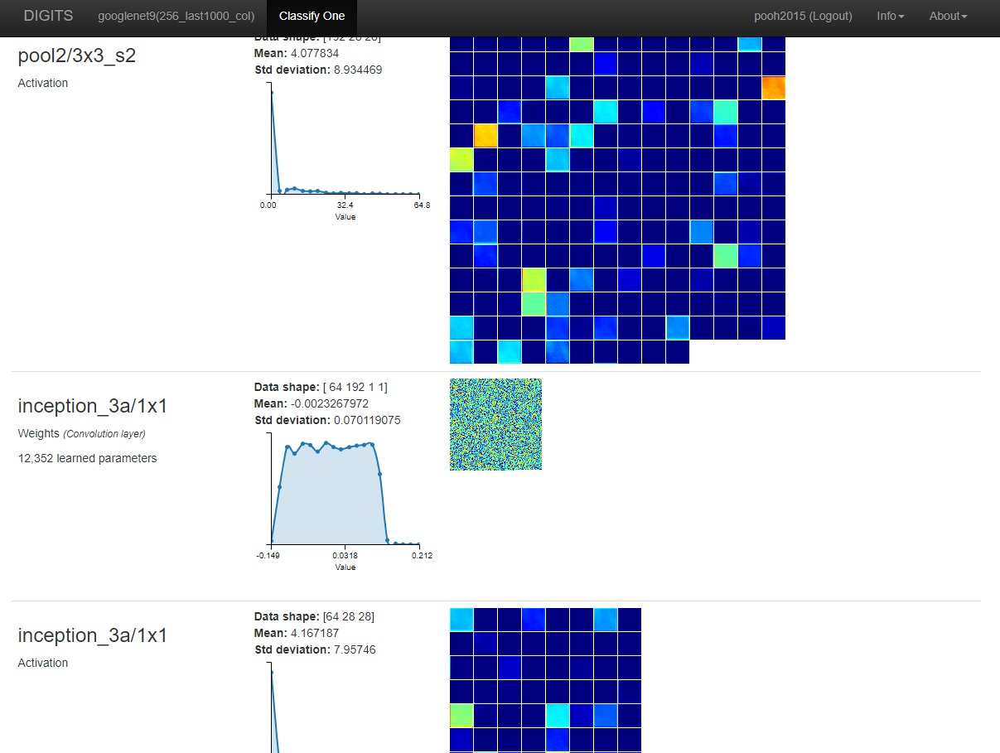 DIGITS googlenet9(256_last1000_col) Classify One pooh2015 (Logout) Info About
pool2/3x3_s2
Activation
Data shape: [192 28 28]
Mean: 4.077834
Std deviation: 8.934469
0.00 32.4 64.8
Value
inception_3a/1x1
Weights (Convolution layer)
12,352 learned parameters
Data shape: [ 64 192 1 1]
Mean: -0.0023267972
Std deviation: 0.070119075
-0.149 0.0318 0.212
Value
inception_3a/1x1
Activation
Data shape: [64 28 28]
Mean: 4.167187
Std deviation: 7.95746